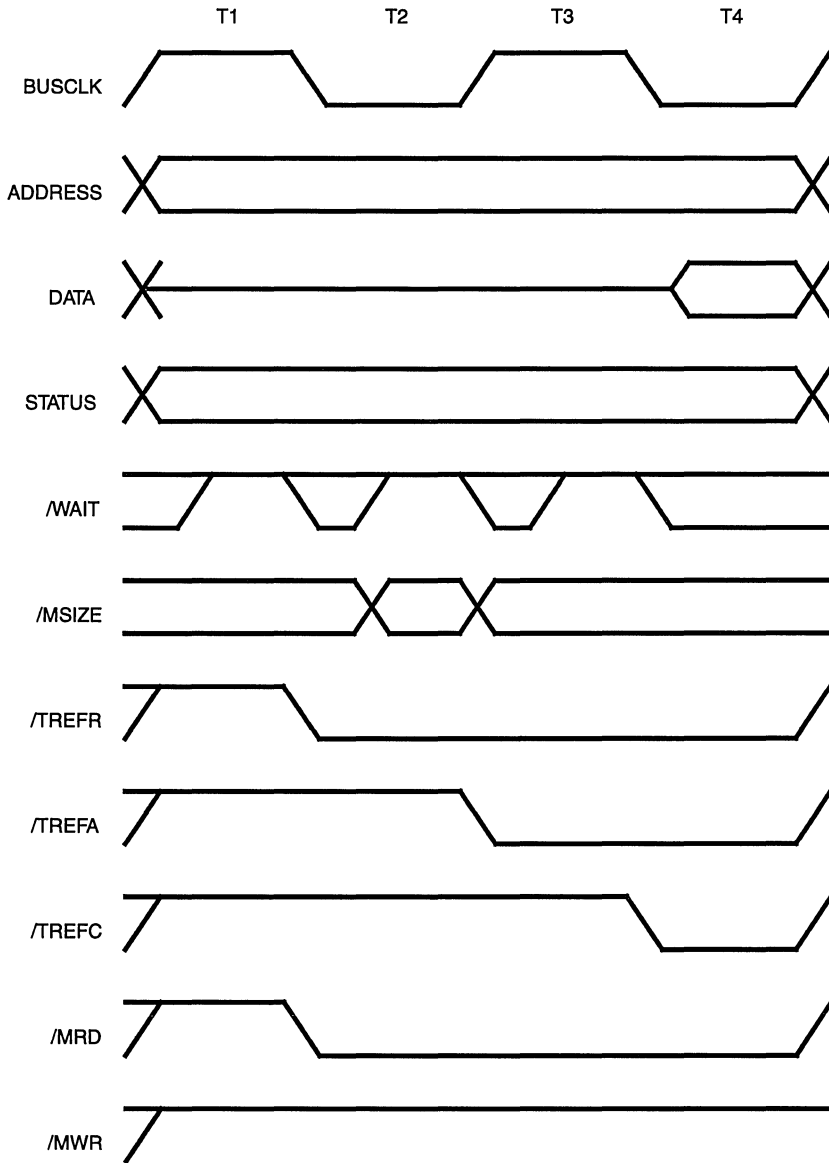 T1 T2 T3 T4
BUSCLK
ADDRESS
DATA
STATUS
/WAIT
/MSIZE
/TREFR
/TREFA
/TREFC
/MRD
/MWR